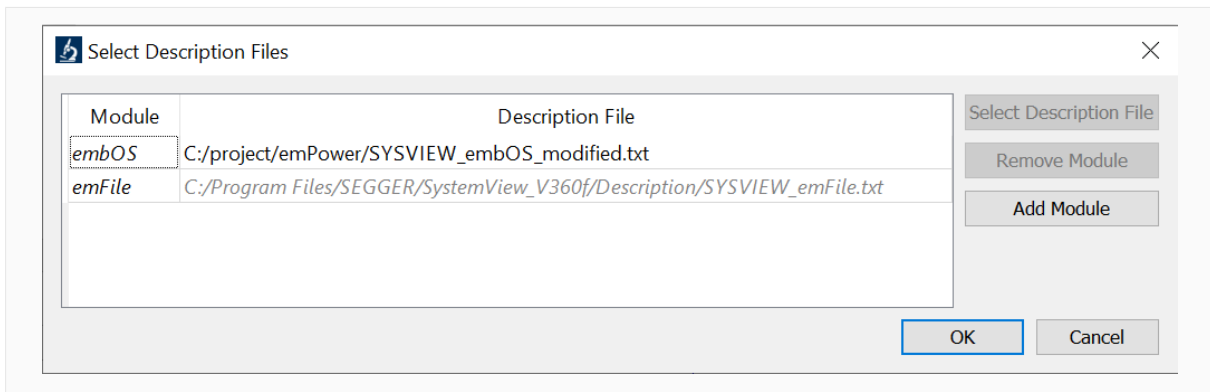 Select Description Files
Module Description File Select Description File
embOS C:/project/emPower/SYSVIEW_embOS_modified.txt Remove Module
emFile C:/Program Files/SEGGER/SystemView_V360f/Description/SYSVIEW_emFile.txt
Add Module
OK Cancel